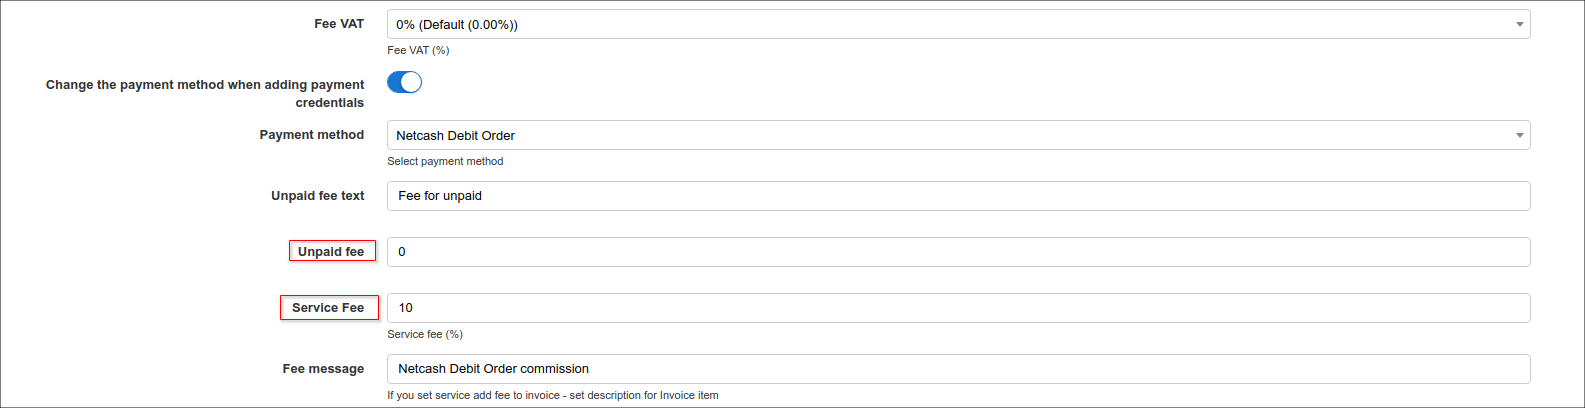 Fee VAT
0% (Default (0.00%))
Fee VAT (%)
Change the payment method when adding payment
credentials
Payment method
Netcash Debit Order
Select payment method
Unpaid fee text
Fee for unpaid
Unpaid fee
0
Service Fee
10
Service fee (%)
Fee message
Netcash Debit Order commission
If you set service add fee to invoice - set description for Invoice item